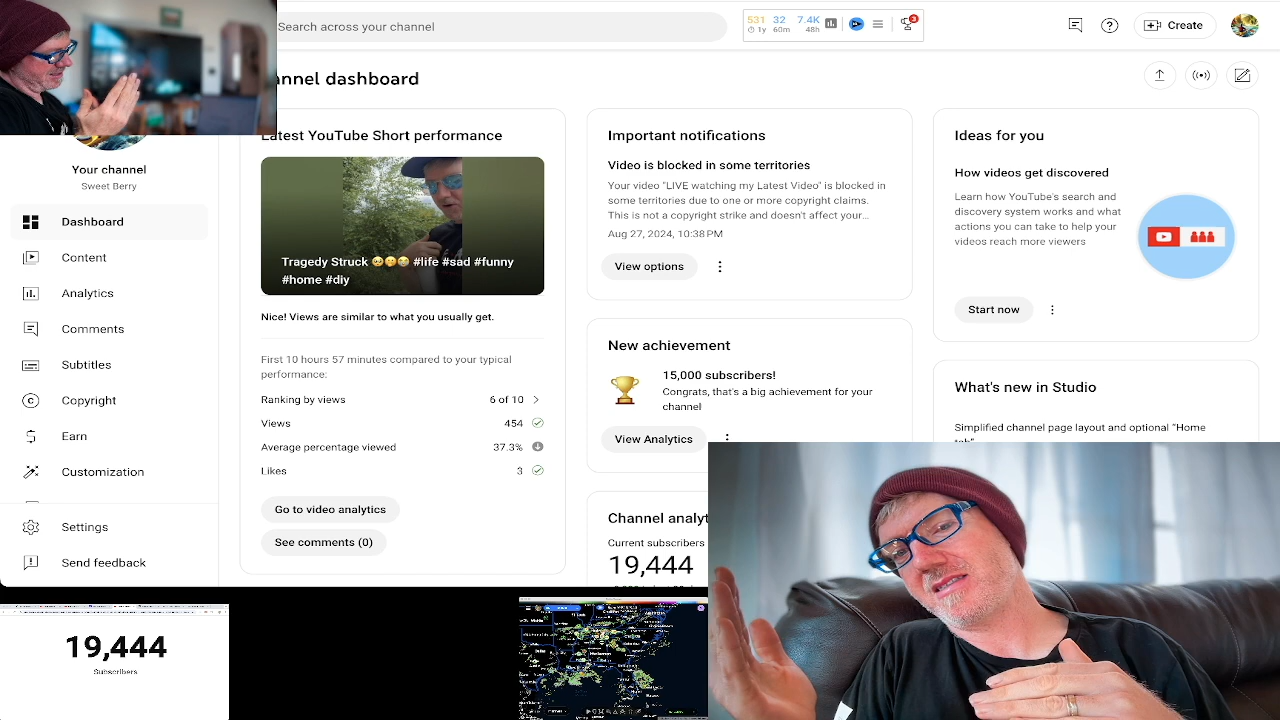 Search across your channel
531 32 7.4K
1y 60m 48h
3
Create
nnel dashboard
Your channel
Sweet Berry
Dashboard
Content
Analytics
Comments
Subtitles
Copyright
Earn
Customization
Settings
Send feedback
Latest YouTube Short performance
Tragedy Struck 🥺🤭😂 #life #sad #funny
#home #diy
Nice! Views are similar to what you usually get.
First 10 hours 57 minutes compared to your typical
performance:
Ranking by views 6 of 10
Views 454
Average percentage viewed 37.3%
Likes 3
Go to video analytics
See comments (0)
Important notifications
Video is blocked in some territories
Your video "LIVE watching my Latest Video" is blocked in
some territories due to one or more copyright claims.
This is not a copyright strike and doesn't affect your...
Aug 27, 2024, 10:38 PM
View options
New achievement
15,000 subscribers!
Congrats, that's a big achievement for your
channel
View Analytics
Channel analyt
Current subscribers
19,444
Ideas for you
How videos get discovered
Learn how YouTube's search and
discovery system works and what
actions you can take to help your
videos reach more viewers
Start now
What's new in Studio
Simplified channel page layout and optional "Home
19,444
Subscribers